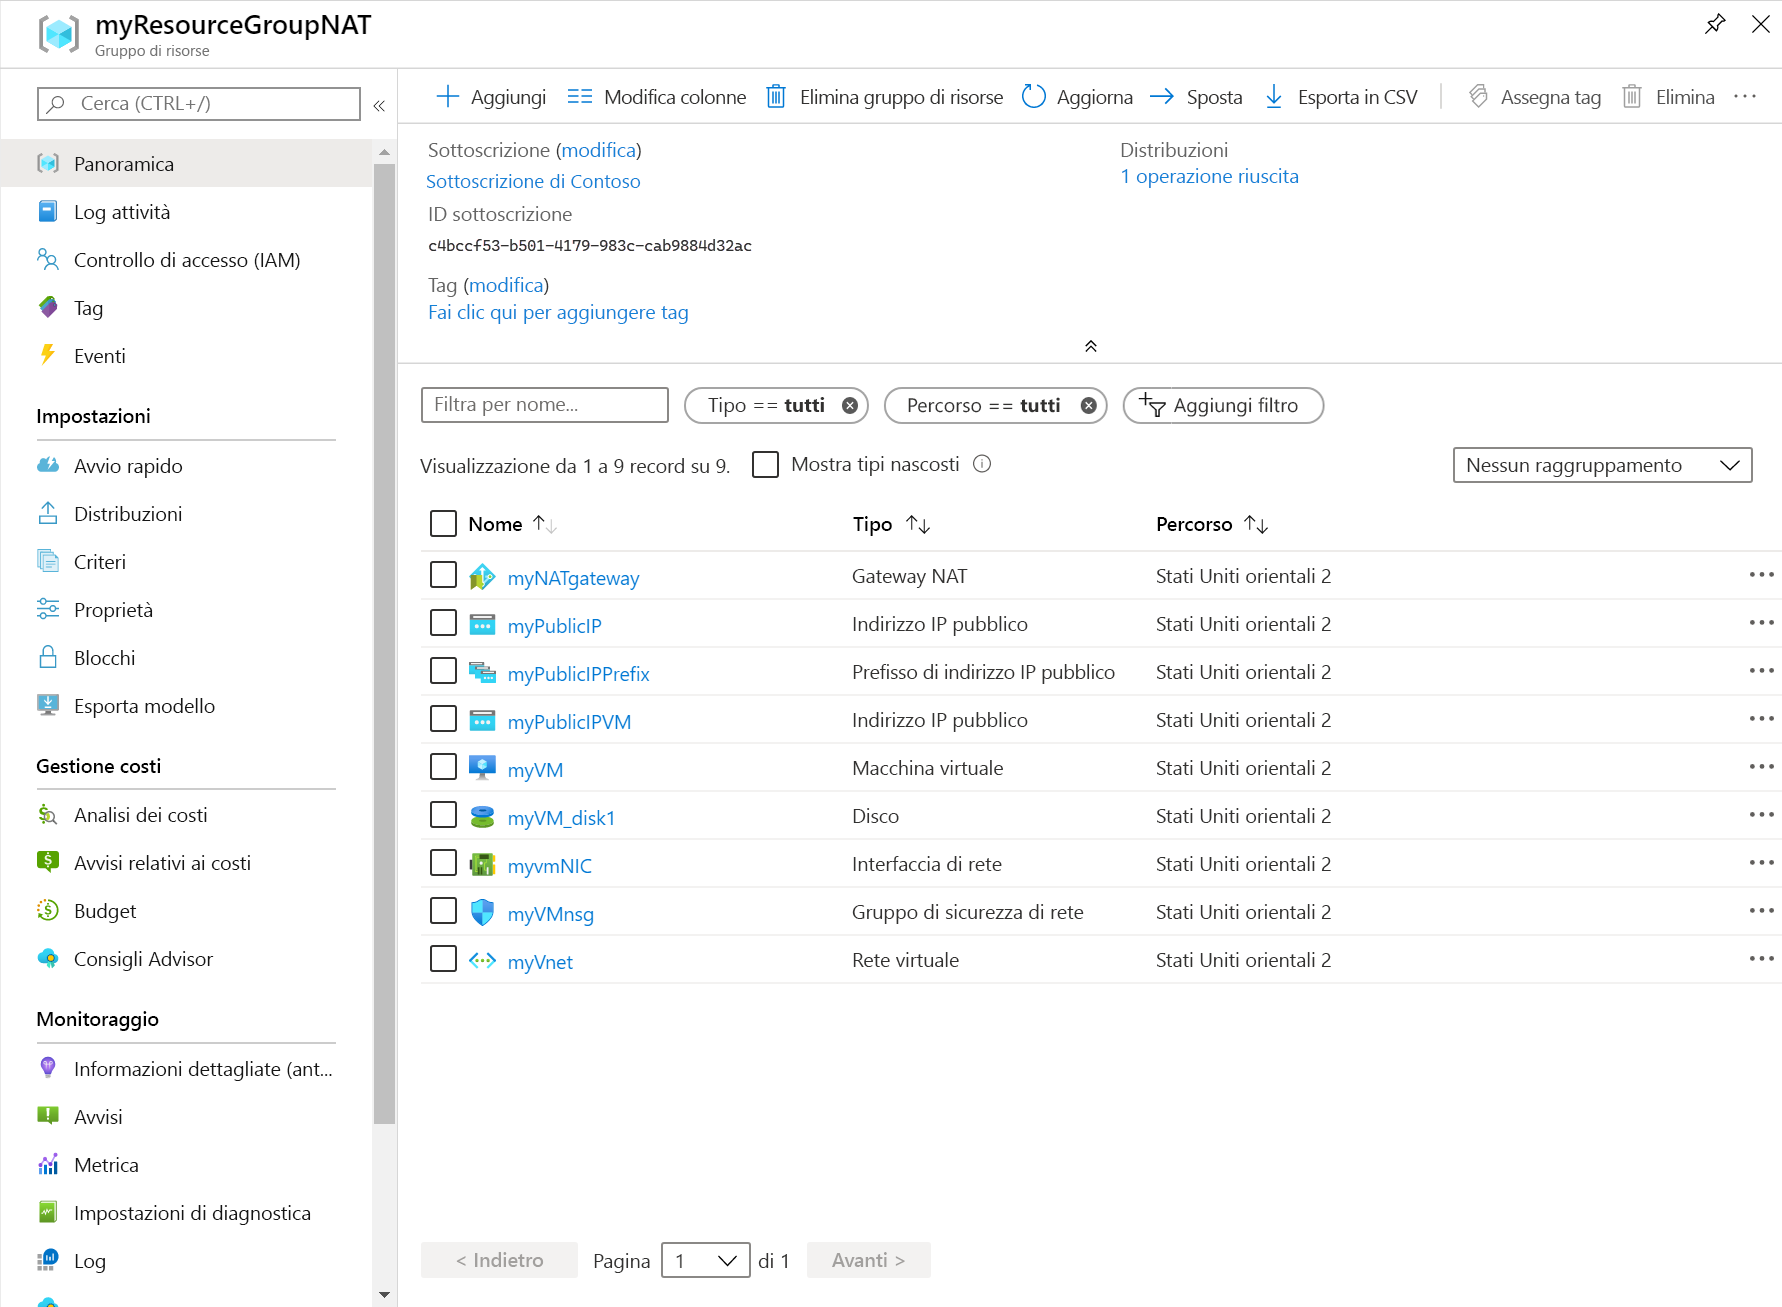 myResourceGroupNAT
Gruppo di risorse
Cerca (CTRL+/)
Panoramica
Log attività
Controllo di accesso (IAM)
Tag
Eventi
Impostazioni
Avvio rapido
Distribuzioni
Criteri
Proprietà
Blocchi
Esporta modello
Gestione costi
Analisi dei costi
Avvisi relativi ai costi
Budget
Consigli Advisor
Monitoraggio
Informazioni dettagliate (ant...
Avvisi
Metrica
Impostazioni di diagnostica
Log
Aggiungi Modifica colonne Elimina gruppo di risorse Aggiorna Sposta Esporta in CSV Assegna tag Elimina ...
Sottoscrizione (modifica)
Sottoscrizione di Contoso
ID sottoscrizione
c4bccf53-b501-4179-983c-cab9884d32ac
Tag (modifica)
Fai clic qui per aggiungere tag
Distribuzioni
1 operazione riuscita
Filtra per nome... Tipo == tutti Percorso == tutti Aggiungi filtro
Visualizzazione da 1 a 9 record su 9. Mostra tipi nascosti Nessun raggruppamento
Nome Tipo Percorso
myNATgateway Gateway NAT Stati Uniti orientali 2
myPublicIP Indirizzo IP pubblico Stati Uniti orientali 2
myPublicIPPrefix Prefisso di indirizzo IP pubblico Stati Uniti orientali 2
myPublicIPVM Indirizzo IP pubblico Stati Uniti orientali 2
myVM Macchina virtuale Stati Uniti orientali 2
myVM_disk1 Disco Stati Uniti orientali 2
myvmNIC Interfaccia di rete Stati Uniti orientali 2
myVMnsg Gruppo di sicurezza di rete Stati Uniti orientali 2
myVnet Rete virtuale Stati Uniti orientali 2
< Indietro Pagina 1 di 1 Avanti >